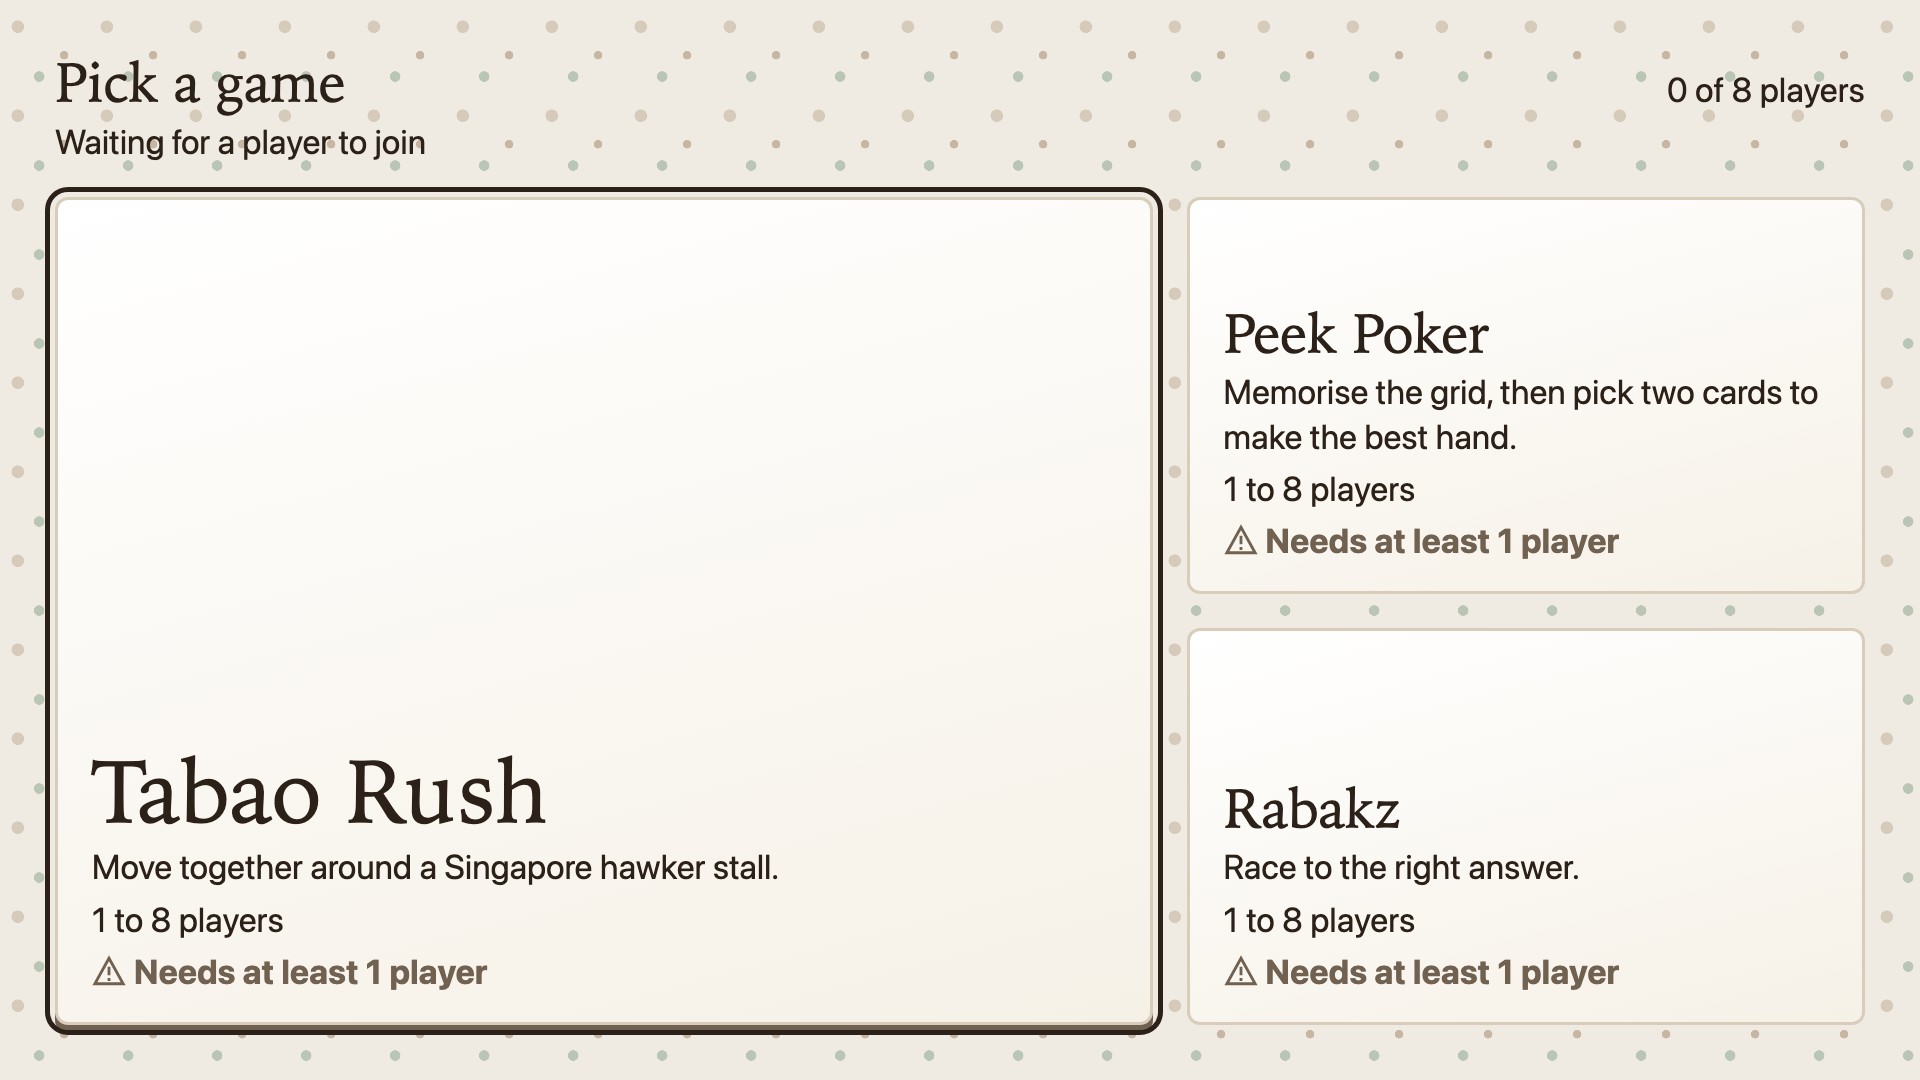 Pick a game
Waiting for a player to join
0 of 8 players
Tabao Rush
Move together around a Singapore hawker stall.
1 to 8 players
Needs at least 1 player
Peek Poker
Memorise the grid, then pick two cards to
make the best hand.
1 to 8 players
Needs at least 1 player
Rabakz
Race to the right answer.
1 to 8 players
Needs at least 1 player